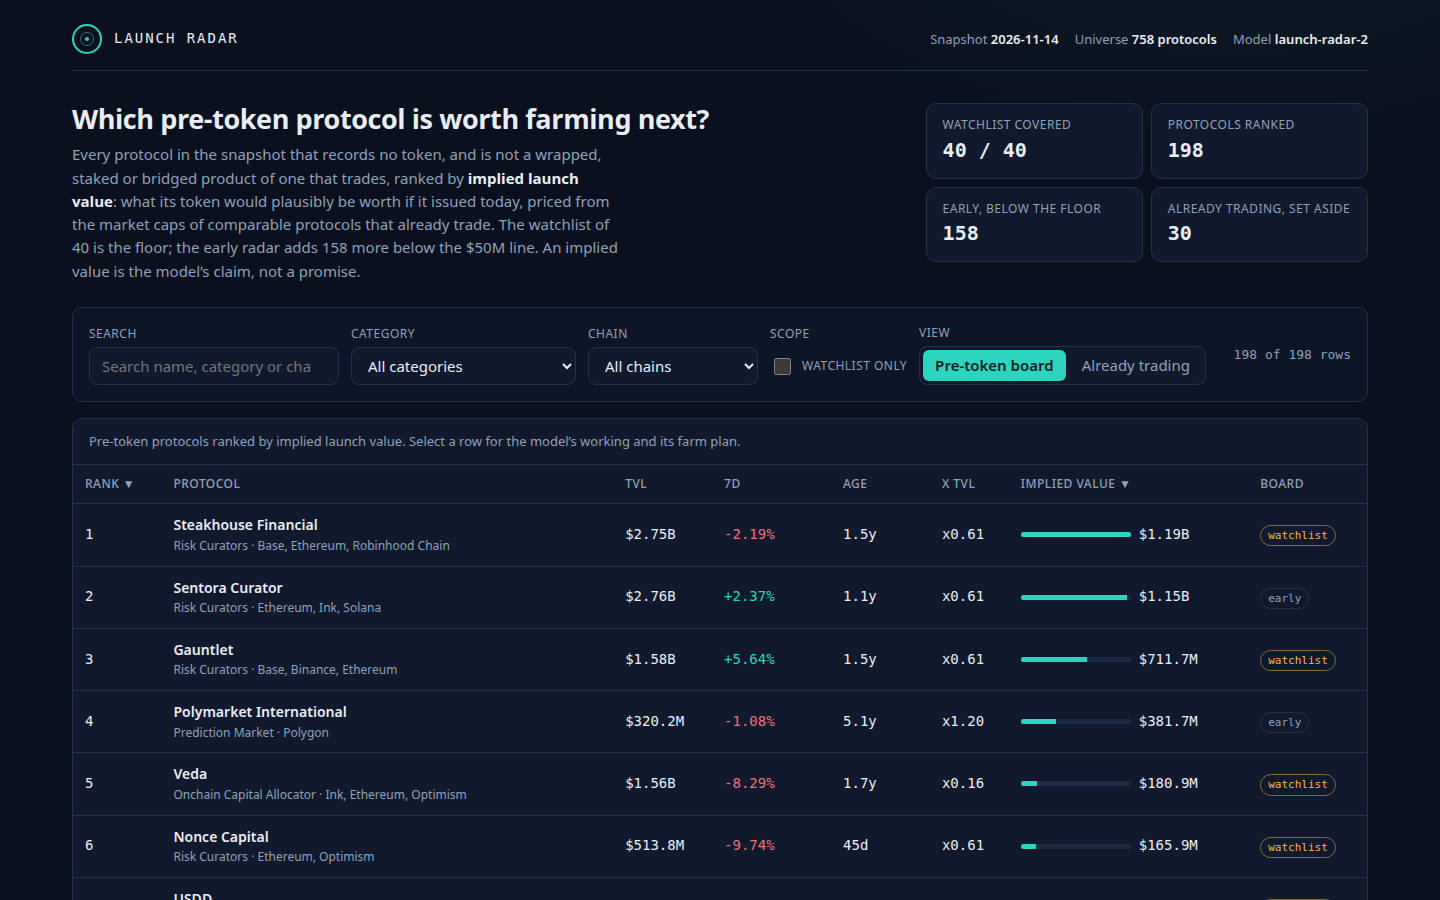 LAUNCH RADAR
Snapshot 2026-11-14 Universe 758 protocols Model launch-radar-2
Which pre-token protocol is worth farming next?
Every protocol in the snapshot that records no token, and is not a wrapped,
staked or bridged product of one that trades, ranked by implied launch
value: what its token would plausibly be worth if it issued today, priced from
the market caps of comparable protocols that already trade. The watchlist of
40 is the floor; the early radar adds 158 more below the $50M line. An implied
value is the model’s claim, not a promise.
WATCHLIST COVERED
40 / 40
PROTOCOLS RANKED
198
EARLY, BELOW THE FLOOR
158
ALREADY TRADING, SET ASIDE
30
SEARCH
Search name, category or cha
CATEGORY
All categories
CHAIN
All chains
SCOPE
WATCHLIST ONLY
VIEW
Pre-token board Already trading
198 of 198 rows
Pre-token protocols ranked by implied launch value. Select a row for the model’s working and its farm plan.
RANK ▼ PROTOCOL TVL 7D AGE X TVL IMPLIED VALUE ▼ BOARD
1 Steakhouse Financial $2.75B -2.19% 1.5y x0.61 $1.19B watchlist
Risk Curators · Base, Ethereum, Robinhood Chain
2 Sentora Curator $2.76B +2.37% 1.1y x0.61 $1.15B early
Risk Curators · Ethereum, Ink, Solana
3 Gauntlet $1.58B +5.64% 1.5y x0.61 $711.7M watchlist
Risk Curators · Base, Binance, Ethereum
4 Polymarket International $320.2M -1.08% 5.1y x1.20 $381.7M early
Prediction Market · Polygon
5 Veda $1.56B -8.29% 1.7y x0.16 $180.9M watchlist
Onchain Capital Allocator · Ink, Ethereum, Optimism
6 Nonce Capital $513.8M -9.74% 45d x0.61 $165.9M watchlist
Risk Curators · Ethereum, Optimism
USDD